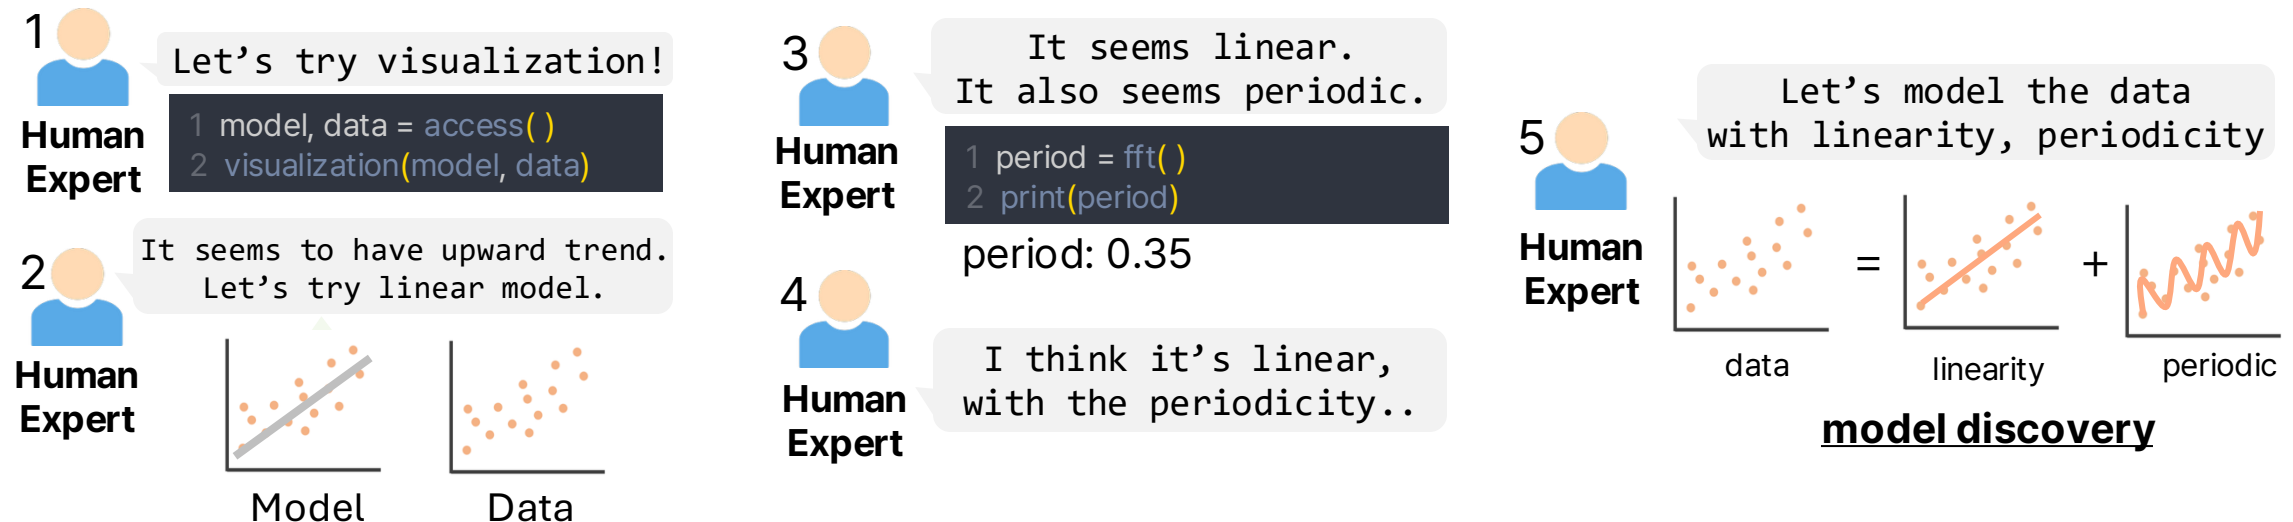 1
Let’s try visualization!
1 model, data = access( )
2 visualization(model, data)
Human
Expert
2
It seems to have upward trend.
Let’s try linear model.
Human
Expert
Model
Data
3
It seems linear.
It also seems periodic.
Human
Expert
1 period = fft( )
2 print(period)
period: 0.35
4
I think it’s linear,
with the periodicity..
Human
Expert
5
Let’s model the data
with linearity, periodicity
Human
Expert
=
+
data
linearity
periodic
model discovery